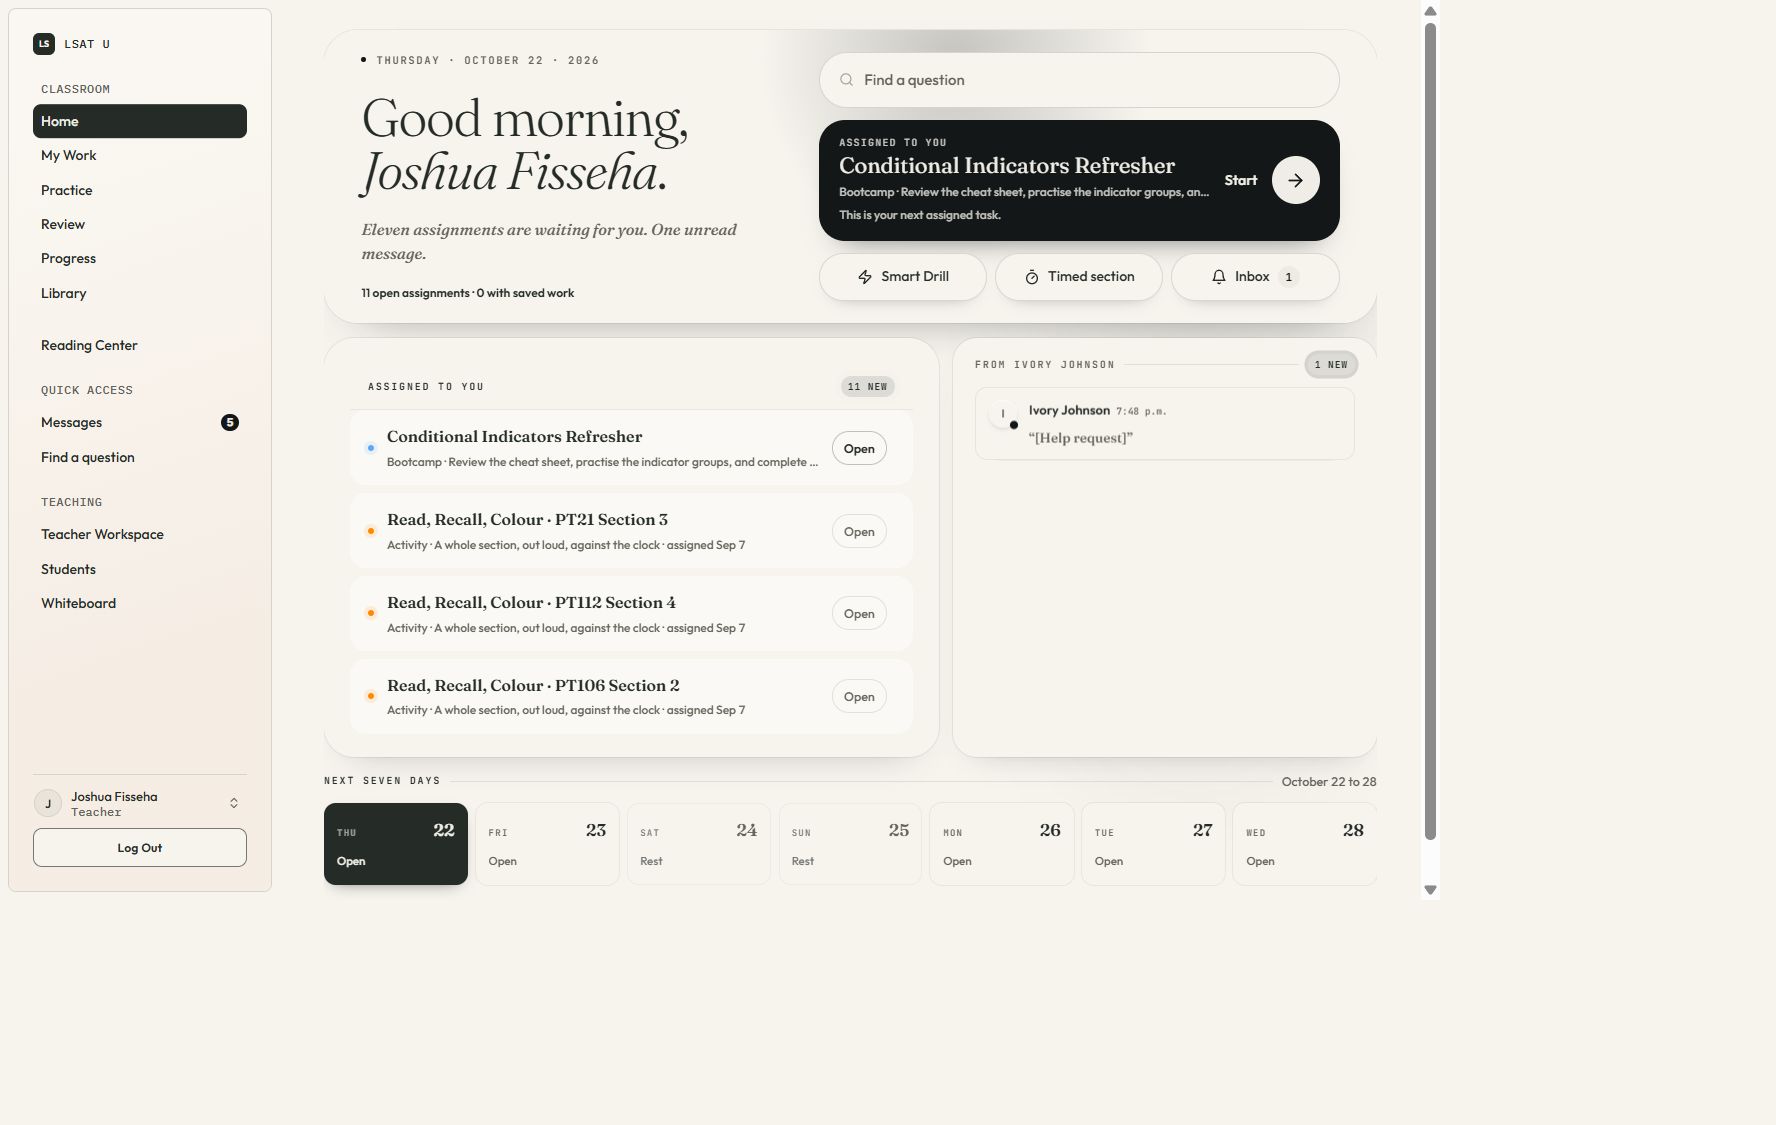 LS LSAT U
CLASSROOM
Home
My Work
Practice
Review
Progress
Library
Reading Center
QUICK ACCESS
Messages 5
Find a question
TEACHING
Teacher Workspace
Students
Whiteboard
J Joshua Fisseha
Teacher
Log Out
THURSDAY · OCTOBER 22 · 2026
Good morning,
Joshua Fisseha.
Eleven assignments are waiting for you. One unread
message.
11 open assignments · 0 with saved work
Find a question
ASSIGNED TO YOU
Conditional Indicators Refresher
Bootcamp · Review the cheat sheet, practise the indicator groups, an...
This is your next assigned task.
Start
Smart Drill
Timed section
Inbox 1
ASSIGNED TO YOU 11 NEW
Conditional Indicators Refresher
Bootcamp · Review the cheat sheet, practise the indicator groups, and complete ...
Open
Read, Recall, Colour · PT21 Section 3
Activity · A whole section, out loud, against the clock · assigned Sep 7
Open
Read, Recall, Colour · PT112 Section 4
Activity · A whole section, out loud, against the clock · assigned Sep 7
Open
Read, Recall, Colour · PT106 Section 2
Activity · A whole section, out loud, against the clock · assigned Sep 7
Open
FROM IVORY JOHNSON 1 NEW
I Ivory Johnson 7:48 p.m.
“[Help request]”
NEXT SEVEN DAYS October 22 to 28
THU 22
Open
FRI 23
Open
SAT 24
Rest
SUN 25
Rest
MON 26
Open
TUE 27
Open
WED 28
Open